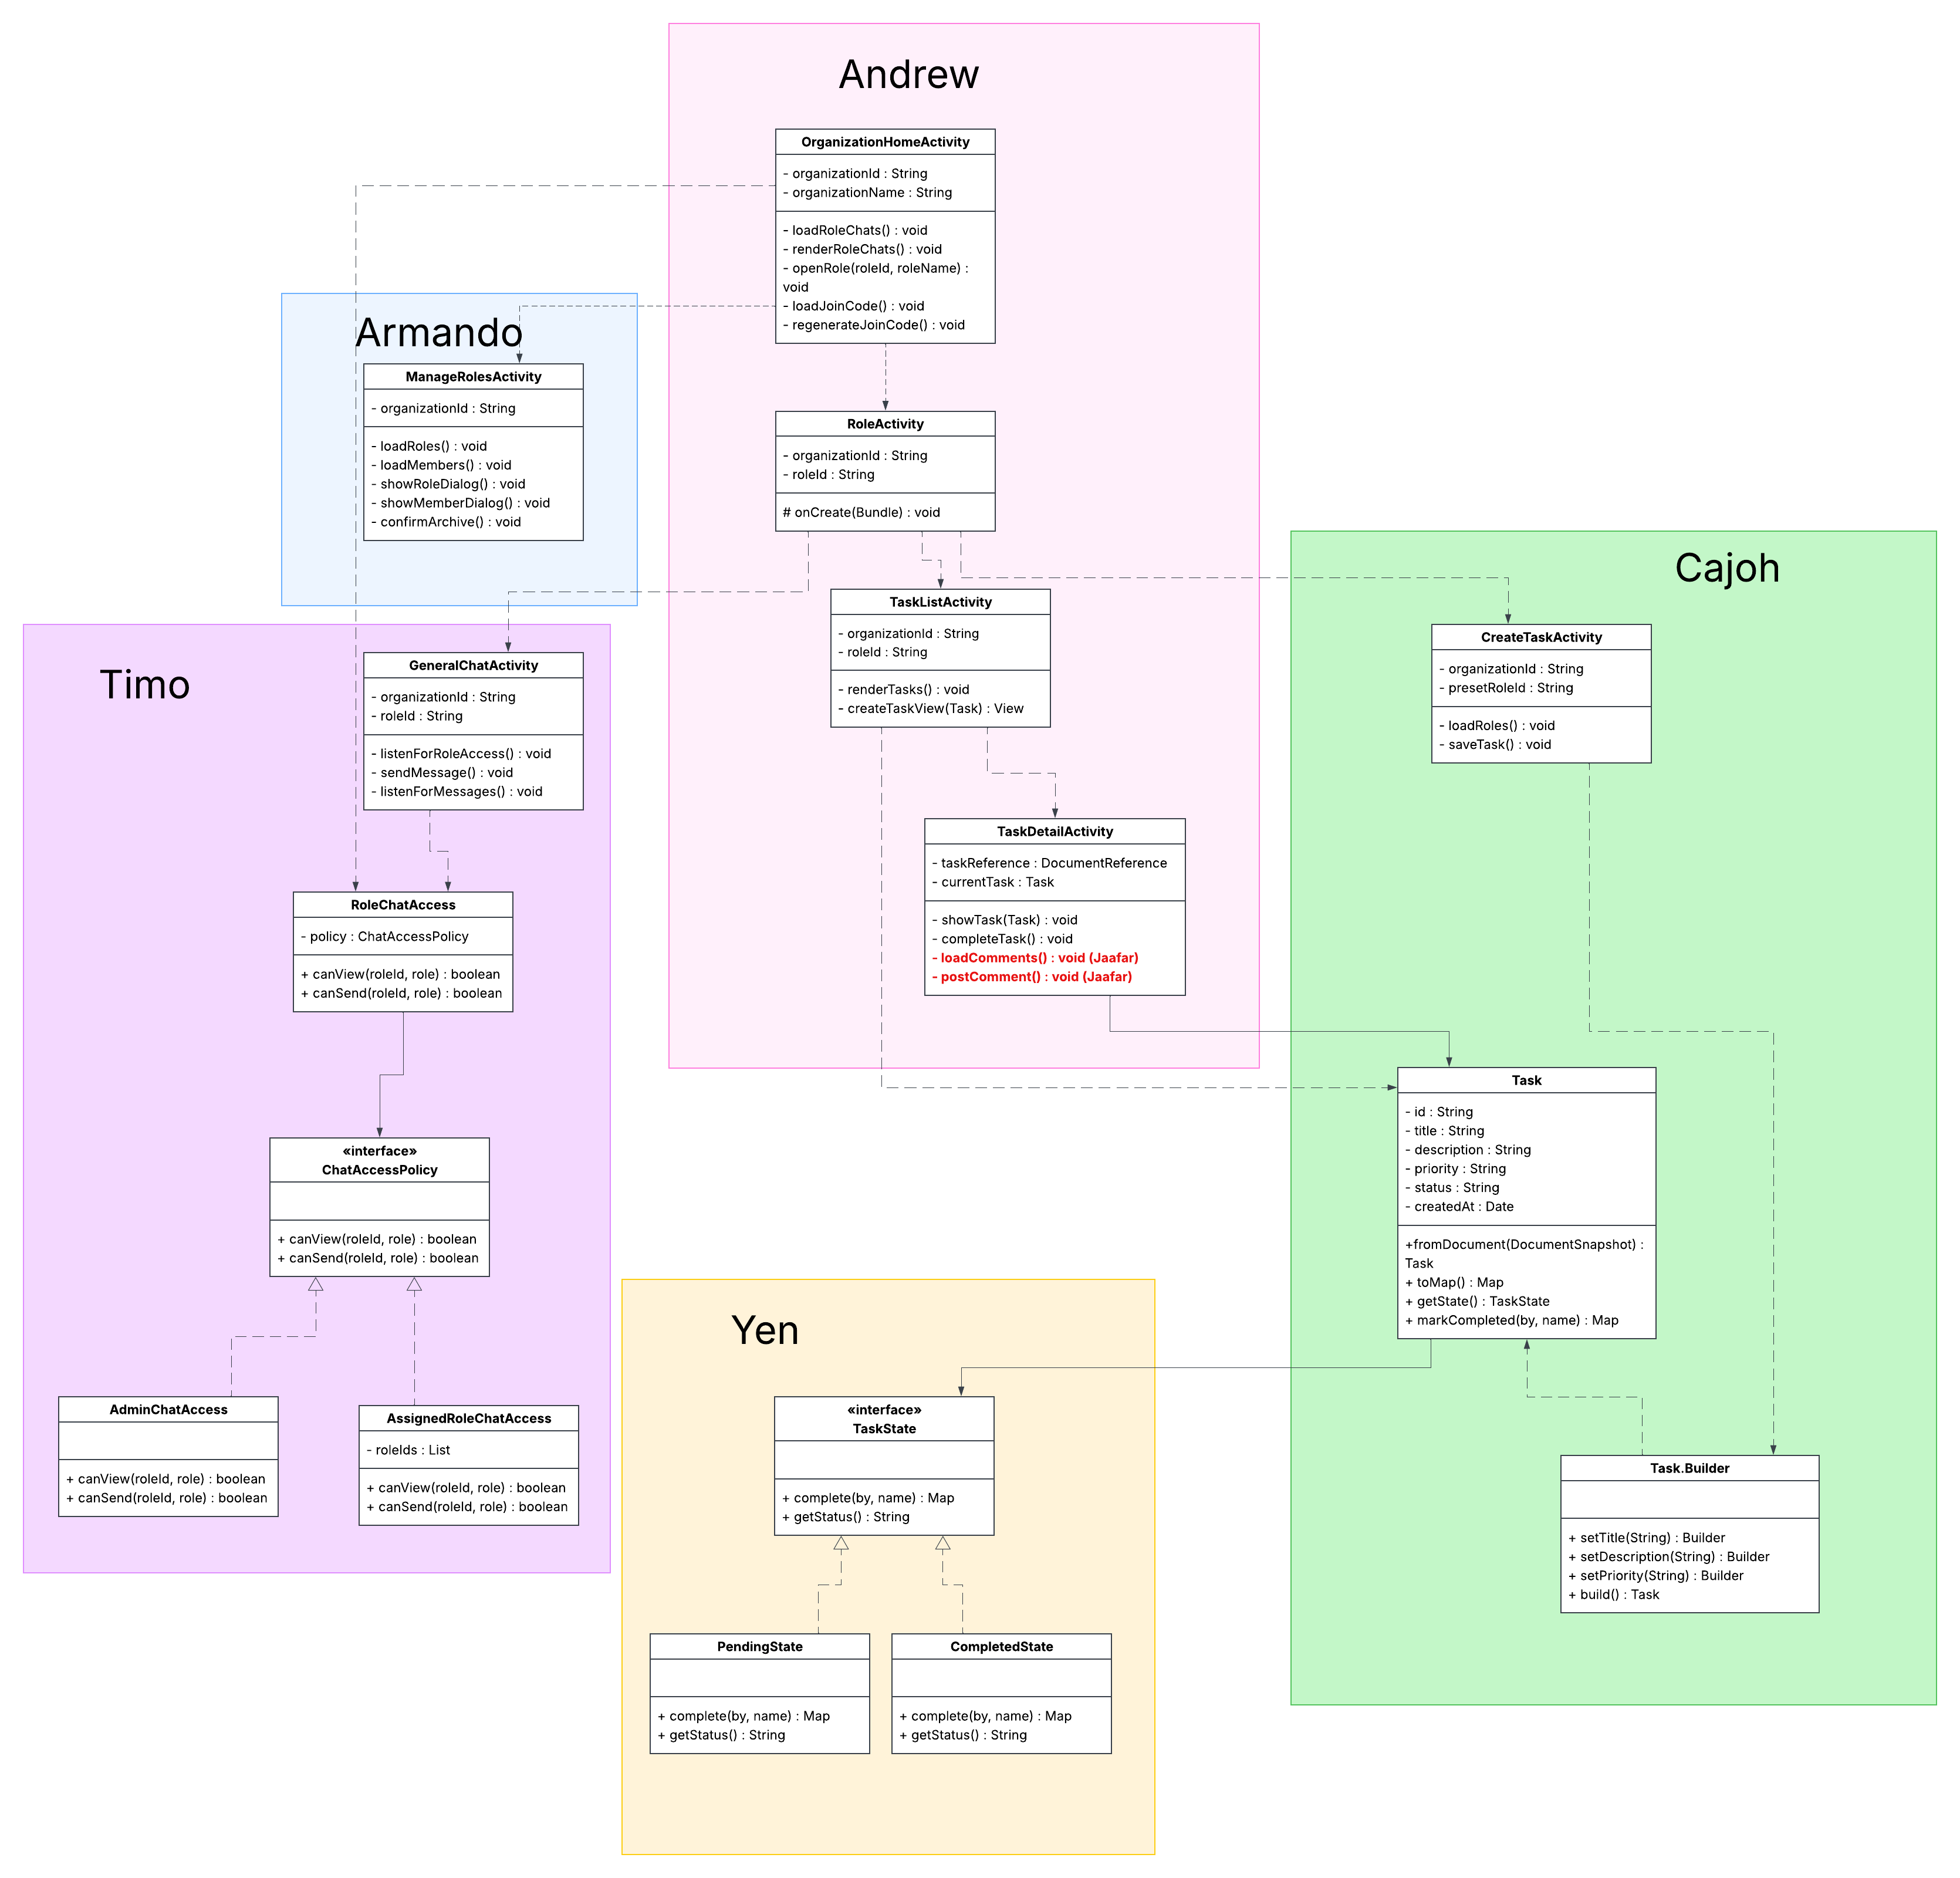 Andrew
OrganizationHomeActivity
- organizationId : String
- organizationName : String
- loadRoleChats() : void
- renderRoleChats() : void
- openRole(roleId, roleName) :
void
- loadJoinCode() : void
- regenerateJoinCode() : void
Armando
ManageRolesActivity
- organizationId : String
- loadRoles() : void
- loadMembers() : void
- showRoleDialog() : void
- showMemberDialog() : void
- confirmArchive() : void
RoleActivity
- organizationId : String
- roleId : String
# onCreate(Bundle) : void
TaskListActivity
- organizationId : String
- roleId : String
- renderTasks() : void
- createTaskView(Task) : View
TaskDetailActivity
- taskReference : DocumentReference
- currentTask : Task
- showTask(Task) : void
- completeTask() : void
- loadComments() : void (Jaafar)
- postComment() : void (Jaafar)
Timo
GeneralChatActivity
- organizationId : String
- roleId : String
- listenForRoleAccess() : void
- sendMessage() : void
- listenForMessages() : void
RoleChatAccess
- policy : ChatAccessPolicy
+ canView(roleId, role) : boolean
+ canSend(roleId, role) : boolean
«interface»
ChatAccessPolicy
+ canView(roleId, role) : boolean
+ canSend(roleId, role) : boolean
AdminChatAccess
+ canView(roleId, role) : boolean
+ canSend(roleId, role) : boolean
AssignedRoleChatAccess
- roleIds : List
+ canView(roleId, role) : boolean
+ canSend(roleId, role) : boolean
Cajoh
CreateTaskActivity
- organizationId : String
- presetRoleId : String
- loadRoles() : void
- saveTask() : void
Task
- id : String
- title : String
- description : String
- priority : String
- status : String
- createdAt : Date
+fromDocument(DocumentSnapshot) :
Task
+ toMap() : Map
+ getState() : TaskState
+ markCompleted(by, name) : Map
Task.Builder
+ setTitle(String) : Builder
+ setDescription(String) : Builder
+ setPriority(String) : Builder
+ build() : Task
Yen
«interface»
TaskState
+ complete(by, name) : Map
+ getStatus() : String
PendingState
+ complete(by, name) : Map
+ getStatus() : String
CompletedState
+ complete(by, name) : Map
+ getStatus() : String